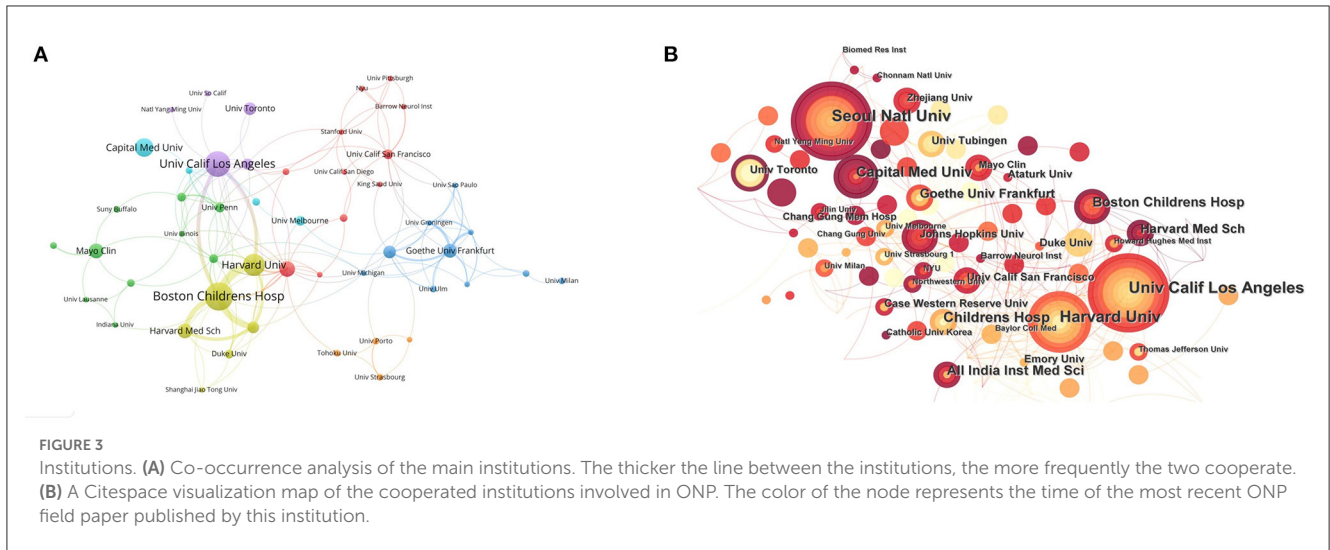 A
Univ Pittsburgh
Nyu
Univ So Calif
Natl Yang Ming Univ
Univ Toronto
Barrow Neurol Inst
Stanford Univ
Capital Med Univ
Univ Calif Los Angeles
Univ Calif San Francisco
Univ Calif San Diego
King Saud Univ
Univ Sao Paulo
Suny Buffalo
Univ Penn
Univ Melbourne
Univ Groningen
Univ Illinois
Mayo Clin
Goethe Univ Frankfurt
Harvard Univ
Univ Michigan
Univ Milan
Univ Ulm
Univ Lausanne
Boston Childrens Hosp
Indiana Univ
Harvard Med Sch
Univ Porto
Duke Univ
Tohoku Univ
Univ Strasbourg
Shanghai Jiao Tong Univ
B
Biomed Res Inst
Chonnam Natl Univ
Zhejiang Univ
Seoul Natl Univ
Natl Yang Ming Univ
Univ Tubingen
Univ Toronto
Capital Med Univ
Mayo Clin
Ataturk Univ
Goethe Univ Frankfurt
Boston Childrens Hosp
Jilin Univ
Chang Gung Mem Hosp
Univ Melbourne
Chang Gung Univ
Johns Hopkins Univ
Harvard Med Sch
Duke Univ
Howard Hughes Med Inst
Univ Strasbourg 1
Barrow Neurol Inst
Univ Milan
NYU
Northwestern Univ
Univ Calif San Francisco
Univ Calif Los Angeles
Case Western Reserve Univ
Childrens Hosp
Harvard Univ
Catholic Univ Korea
Baylor Coll Med
Thomas Jefferson Univ
Emory Univ
All India Inst Med Sci
FIGURE 3
Institutions. (A) Co-occurrence analysis of the main institutions. The thicker the line between the institutions, the more frequently the two cooperate.
(B) A Citespace visualization map of the cooperated institutions involved in ONP. The color of the node represents the time of the most recent ONP
field paper published by this institution.